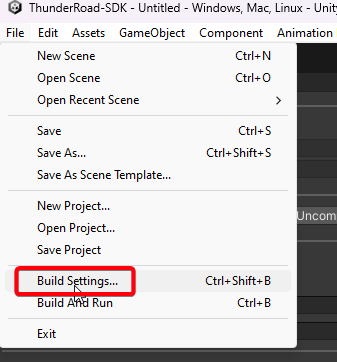 ThunderRoad-SDK - Untitled - Windows, Mac, Linux - Unity
File Edit Assets GameObject Component Animation
New Scene Ctrl+N
Open Scene Ctrl+O
Open Recent Scene
Save Ctrl+S
Save As... Ctrl+Shift+S
Save As Scene Template...
New Project...
Open Project...
Save Project
Uncom
Build Settings... Ctrl+Shift+B
Build And Run Ctrl+B
Exit